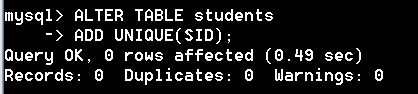 mysql> ALTER TABLE students
    -> ADD UNIQUE(SID);
Query OK, 0 rows affected (0.49 sec)
Records: 0  Duplicates: 0  Warnings: 0